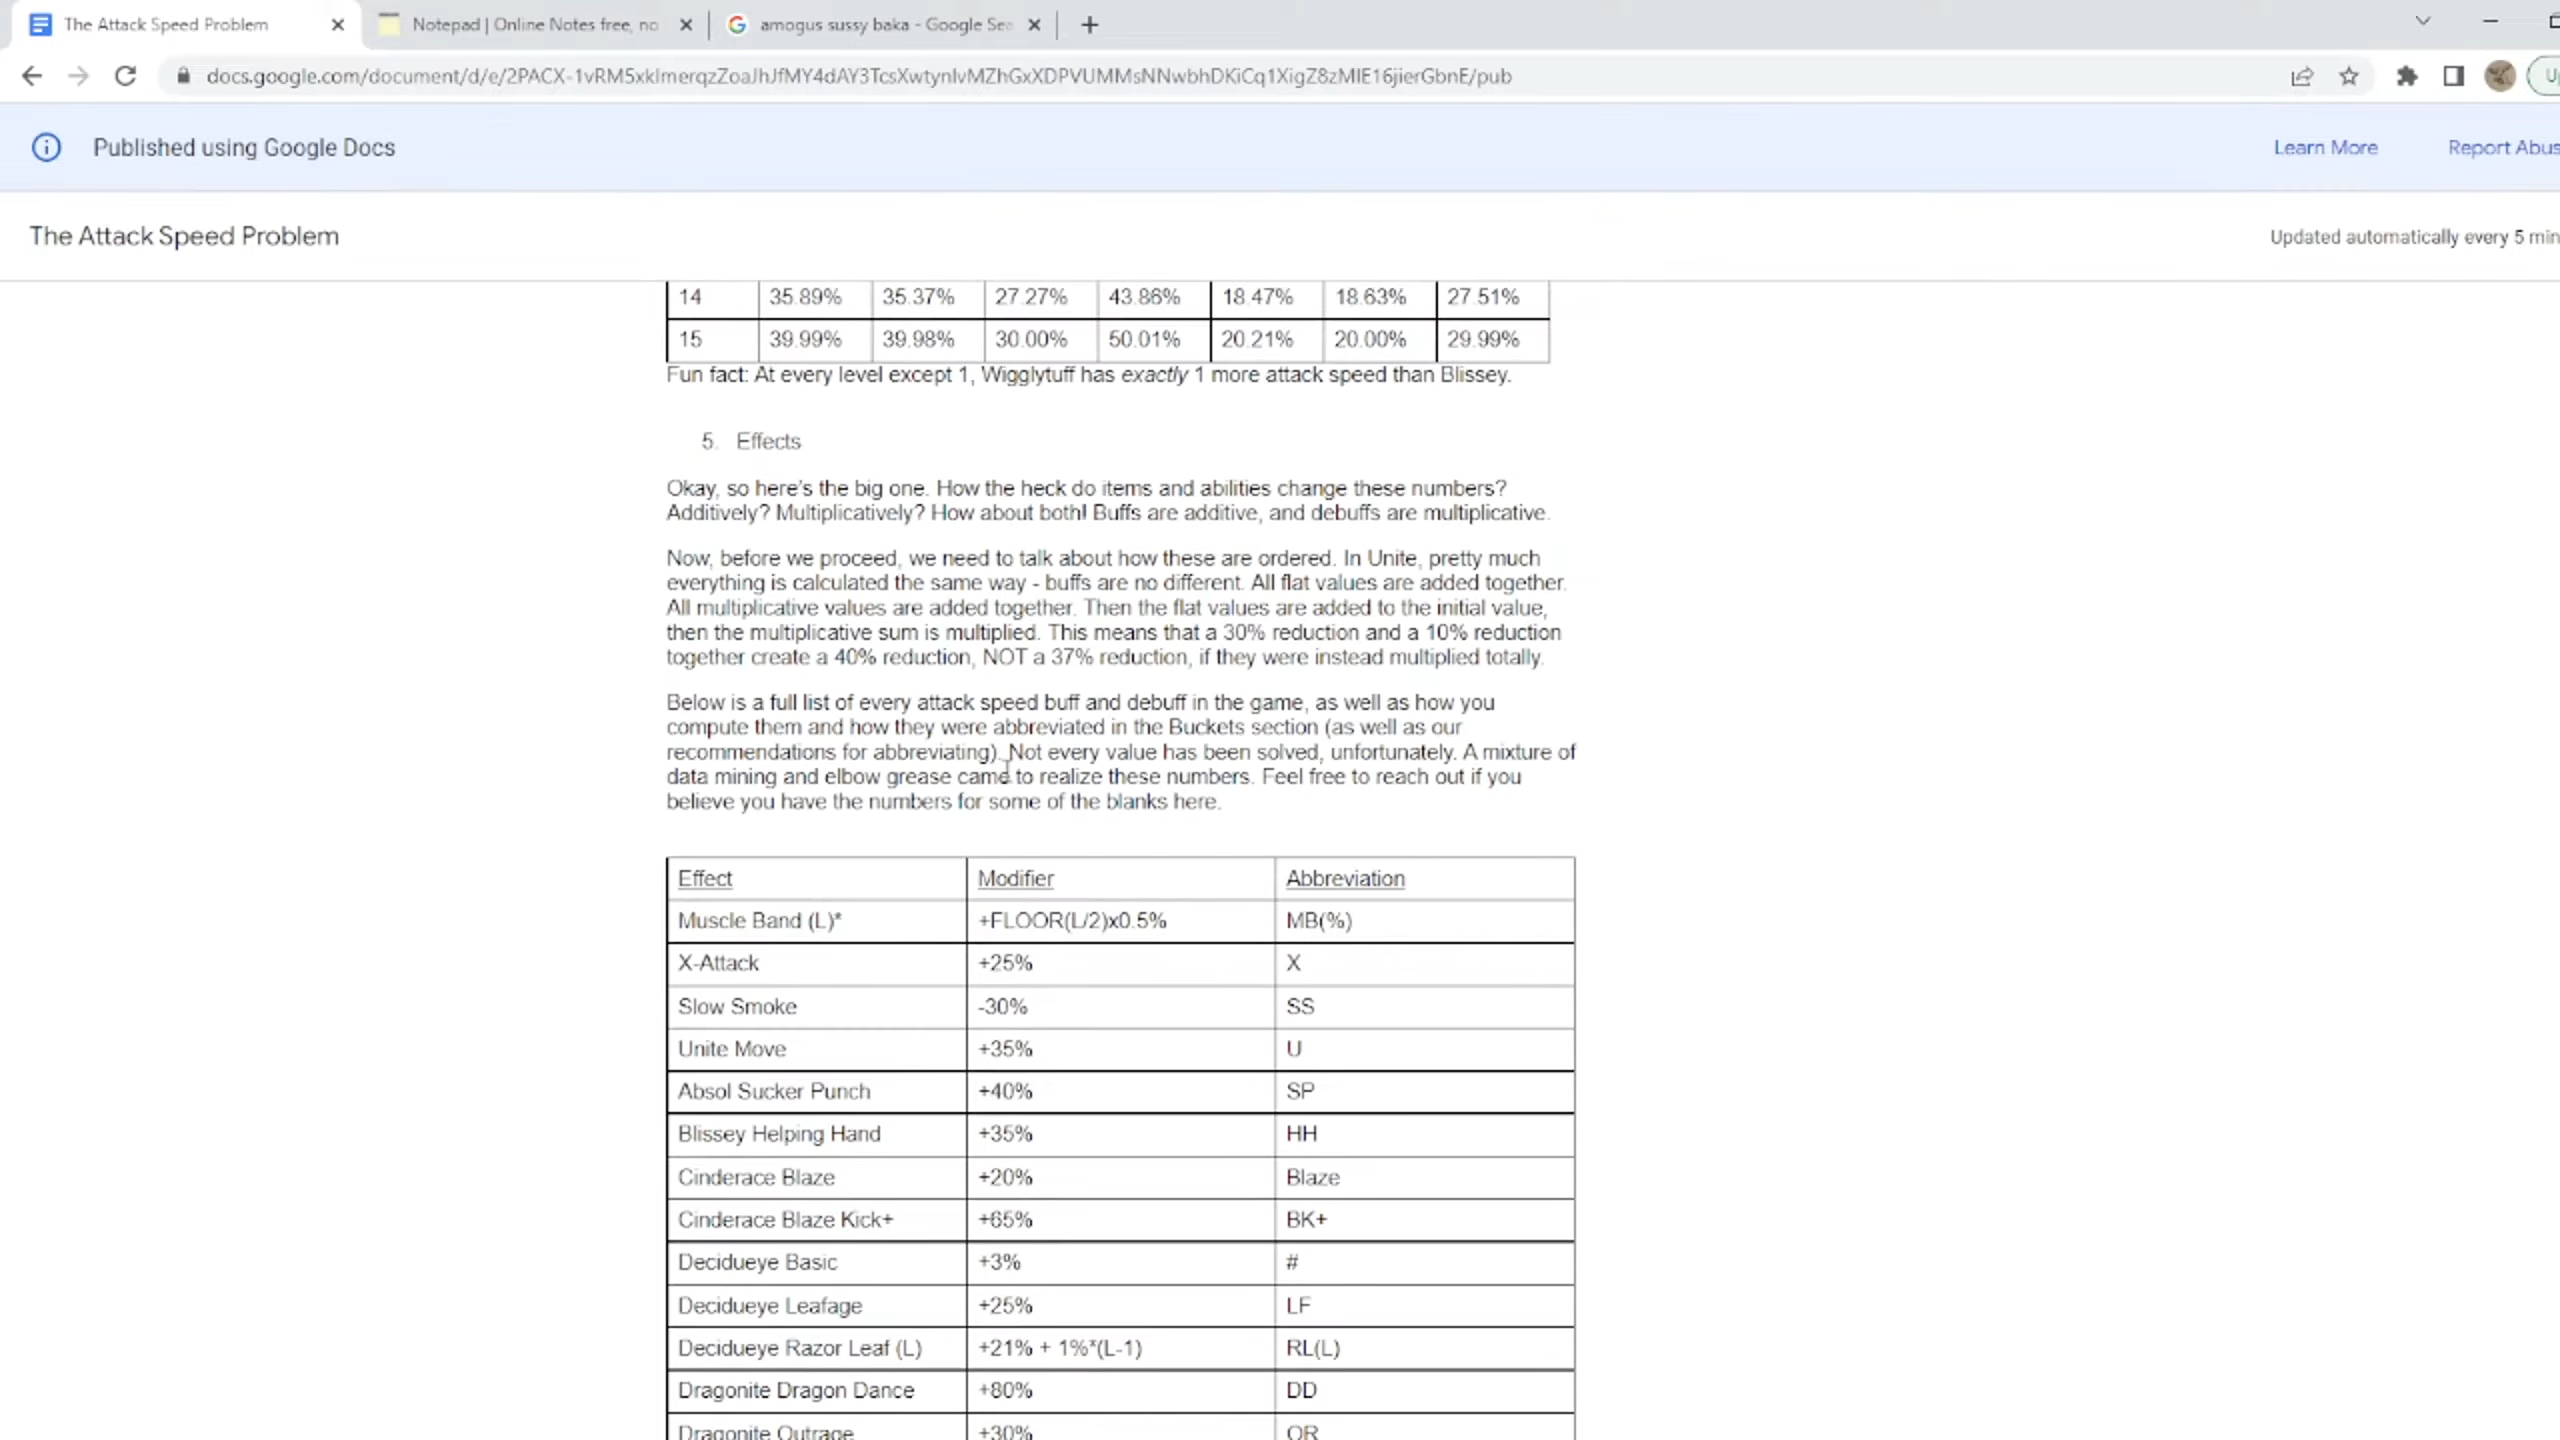 The Attack Speed Problem
Notepad | Online Notes free, no
amogus sussy baka - Google Sea
docs.google.com/document/d/e/2PACX-1vRM5xkImerqzZoaJhJfMY4dAY3TcsXwtynIvMZhGxXDPVUMMsNNwbhDKiCq1XigZ8zMIE16jierGbnE/pub
Published using Google Docs
Learn More
Report Abus
The Attack Speed Problem
Updated automatically every 5 min
14 35.89% 35.37% 27.27% 43.86% 18.47% 18.63% 27.51%
15 39.99% 39.98% 30.00% 50.01% 20.21% 20.00% 29.99%
Fun fact: At every level except 1, Wigglytuff has exactly 1 more attack speed than Blissey.
5. Effects
Okay, so here's the big one. How the heck do items and abilities change these numbers?
Additively? Multiplicatively? How about both! Buffs are additive, and debuffs are multiplicative.
Now, before we proceed, we need to talk about how these are ordered. In Unite, pretty much
everything is calculated the same way - buffs are no different. All flat values are added together.
All multiplicative values are added together. Then the flat values are added to the initial value,
then the multiplicative sum is multiplied. This means that a 30% reduction and a 10% reduction
together create a 40% reduction, NOT a 37% reduction, if they were instead multiplied totally.
Below is a full list of every attack speed buff and debuff in the game, as well as how you
compute them and how they were abbreviated in the Buckets section (as well as our
recommendations for abbreviating). Not every value has been solved, unfortunately. A mixture of
data mining and elbow grease came to realize these numbers. Feel free to reach out if you
believe you have the numbers for some of the blanks here.
Effect Modifier Abbreviation
Muscle Band (L)* +FLOOR(L/2)x0.5% MB(%)
X-Attack +25% X
Slow Smoke -30% SS
Unite Move +35% U
Absol Sucker Punch +40% SP
Blissey Helping Hand +35% HH
Cinderace Blaze +20% Blaze
Cinderace Blaze Kick+ +65% BK+
Decidueye Basic +3% #
Decidueye Leafage +25% LF
Decidueye Razor Leaf (L) +21% + 1%*(L-1) RL(L)
Dragonite Dragon Dance +80% DD
Dragonite Outrage +30% OR